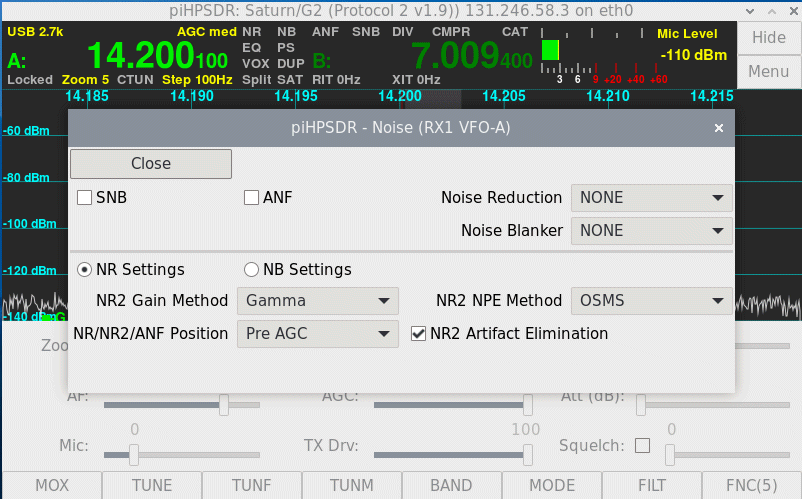 piHPSDR: Saturn/G2 (Protocol 2 v1.9)) 131.246.58.3 on eth0
USB 2.7k AGC med NR NB ANF SNB DIV CMPR CAT Mic Level Hide
A: 14.200100 EQ PS B: 7.009400 -110 dBm
VOX DUP
Locked Zoom 5 CTUN Step 100Hz Split SAT RIT 0Hz XIT 0Hz 3 6 9 +20 +40 +60 Menu
14.185 14.190 14.195 14.200 14.205 14.210 14.215
-60 dBm
-80 dBm
-100 dBm
-120 dBm
-140 dBm
piHPSDR - Noise (RX1 VFO-A) ×
Close
SNB ANF Noise Reduction NONE
Noise Blanker NONE
NR Settings NB Settings
NR2 Gain Method Gamma NR2 NPE Method OSMS
NR/NR2/ANF Position Pre AGC NR2 Artifact Elimination
AF: AGC: Att (dB):
0 100 0
Mic: TX Drv: Squelch:
MOX TUNE TUNF TUNM BAND MODE FILT FNC(5)